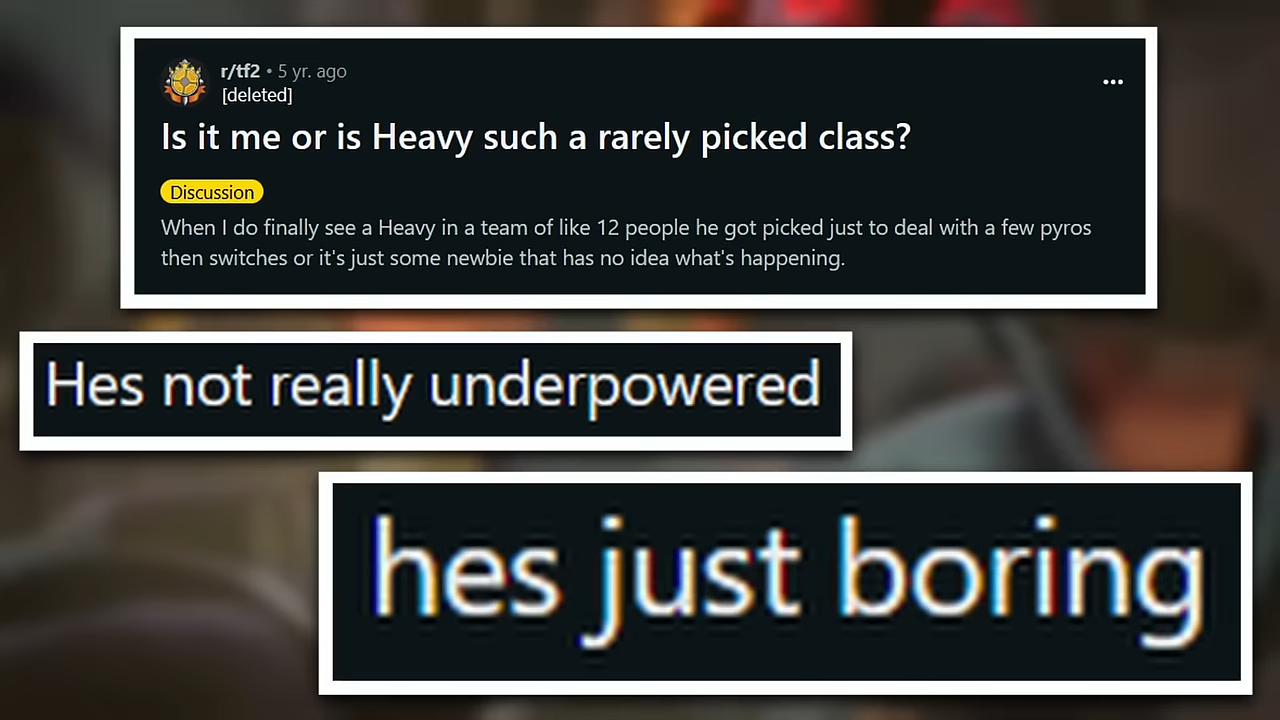 r/tf2 • 5 yr. ago
[deleted]
Is it me or is Heavy such a rarely picked class?
Discussion
When I do finally see a Heavy in a team of like 12 people he got picked just to deal with a few pyros
then switches or it's just some newbie that has no idea what's happening.
Hes not really underpowered
hes just boring